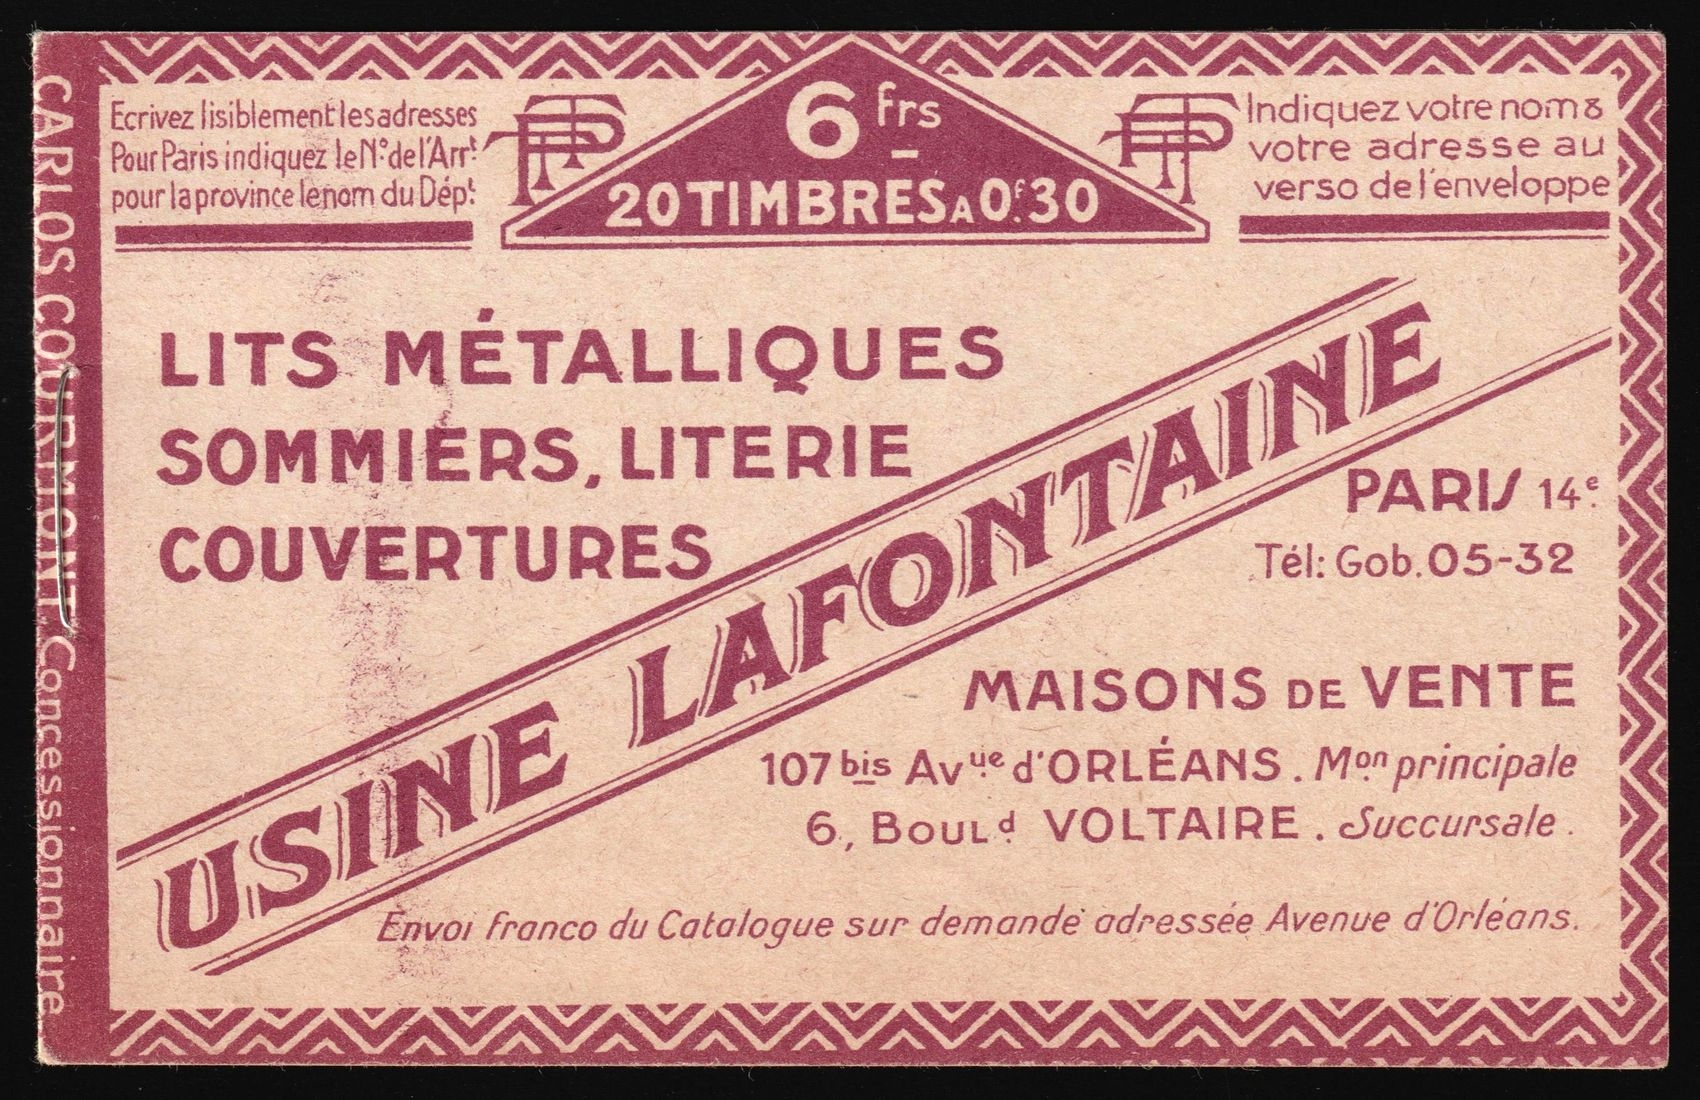 CARLOS COURMONT, Concessionnaire
Ecrivez lisiblement les adresses
Pour Paris indiquez le N° de l'Arrt
pour la province le nom du Dépt
PTT
6 frs
20 TIMBRES A 0f.30
PTT
Indiquez votre nom &
votre adresse au
verso de l'enveloppe
LITS MÉTALLIQUES
SOMMIERS, LITERIE
COUVERTURES
USINE LAFONTAINE
PARIS 14e
Tél: Gob. 05-32
MAISONS DE VENTE
107 bis Avue d'ORLÉANS. Mon principale
6, BOULd VOLTAIRE. Succursale.
Envoi franco du Catalogue sur demande adressée Avenue d'Orléans.